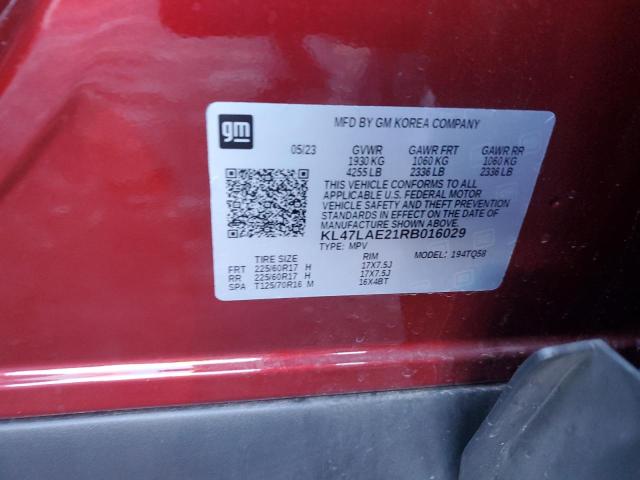 gm
MFD BY GM KOREA COMPANY
05/23 GVWR GAWR FRT GAWR RR
1930 KG 1060 KG 1060 KG
4255 LB 2336 LB 2336 LB
THIS VEHICLE CONFORMS TO ALL
APPLICABLE U.S. FEDERAL MOTOR
VEHICLE SAFETY AND THEFT PREVENTION
STANDARDS IN EFFECT ON THE DATE OF
MANUFACTURE SHOWN ABOVE.
KL47LAE21RB016029
TYPE: MPV MODEL: 194TQ58
TIRE SIZE RIM
FRT 225/60R17 H 17X7.5J
RR 225/60R17 H 17X7.5J
SPA T125/70R16 M 16X4BT